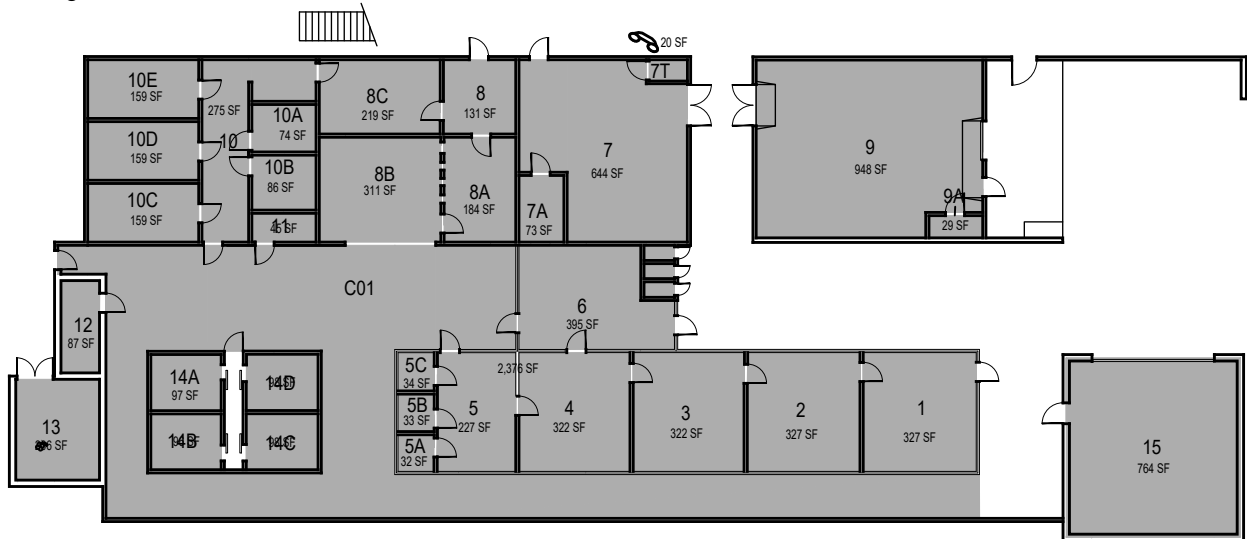 20 SF
7T
10E
159 SF
275 SF
10
10A
74 SF
8C
219 SF
8
131 SF
10D
159 SF
7
644 SF
9
948 SF
10B
86 SF
8B
311 SF
8A
184 SF
10C
159 SF
7A
73 SF
9A
29 SF
11
45 SF
C01
6
395 SF
12
87 SF
2,376 SF
14A
97 SF
14D
5C
34 SF
5B
33 SF
5A
32 SF
5
227 SF
4
322 SF
3
322 SF
2
327 SF
1
327 SF
13
14B
14C
15
764 SF